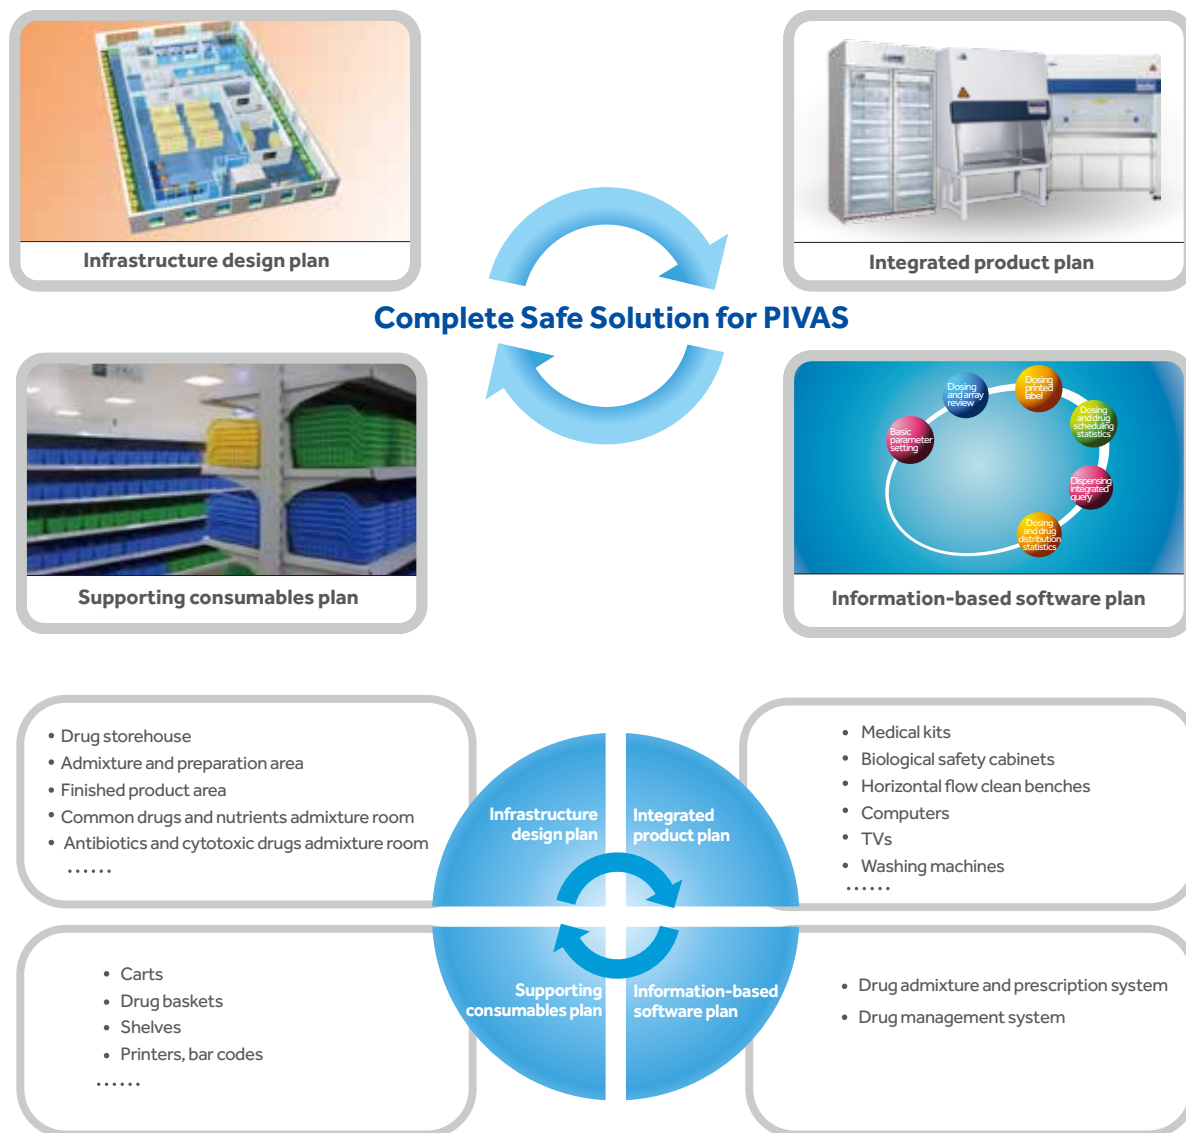 Infrastructure design plan
Integrated product plan
Complete Safe Solution for PIVAS
Supporting consumables plan
Basic
parameter
setting
Dosing
and array
review
Dosing
printed
label
Dosing
and drug
scheduling
statistics
Dispensing
integrated
query
Dosing
and drug
distribution
statistics
Information-based software plan
• Drug storehouse
• Admixture and preparation area
• Finished product area
• Common drugs and nutrients admixture room
• Antibiotics and cytotoxic drugs admixture room
······
Infrastructure
design plan
Integrated
product plan
• Medical kits
• Biological safety cabinets
• Horizontal flow clean benches
• Computers
• TVs
• Washing machines
······
• Carts
• Drug baskets
• Shelves
• Printers, bar codes
······
Supporting
consumables plan
Information-based
software plan
• Drug admixture and prescription system
• Drug management system